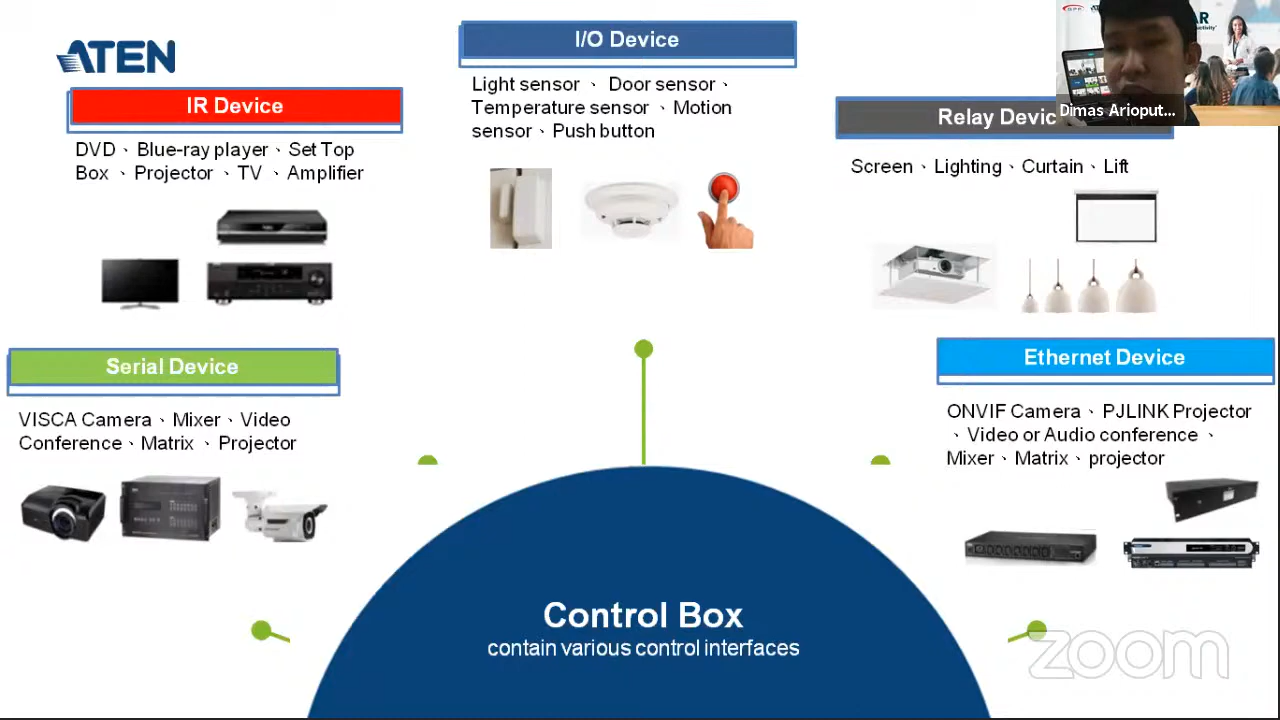 ATEN
I/O Device
Light sensor 、 Door sensor、
Temperature sensor 、Motion
sensor、Push button
IR Device
DVD、Blue-ray player、Set Top
Box 、Projector 、TV 、Amplifier
Relay Devic
Screen 、Lighting、Curtain、Lift
Dimas Arioput...
Serial Device
VISCA Camera、Mixer、Video
Conference、Matrix 、Projector
Ethernet Device
ONVIF Camera、PJLINK Projector
、Video or Audio conference 、
Mixer、Matrix、projector
Control Box
contain various control interfaces
zoom